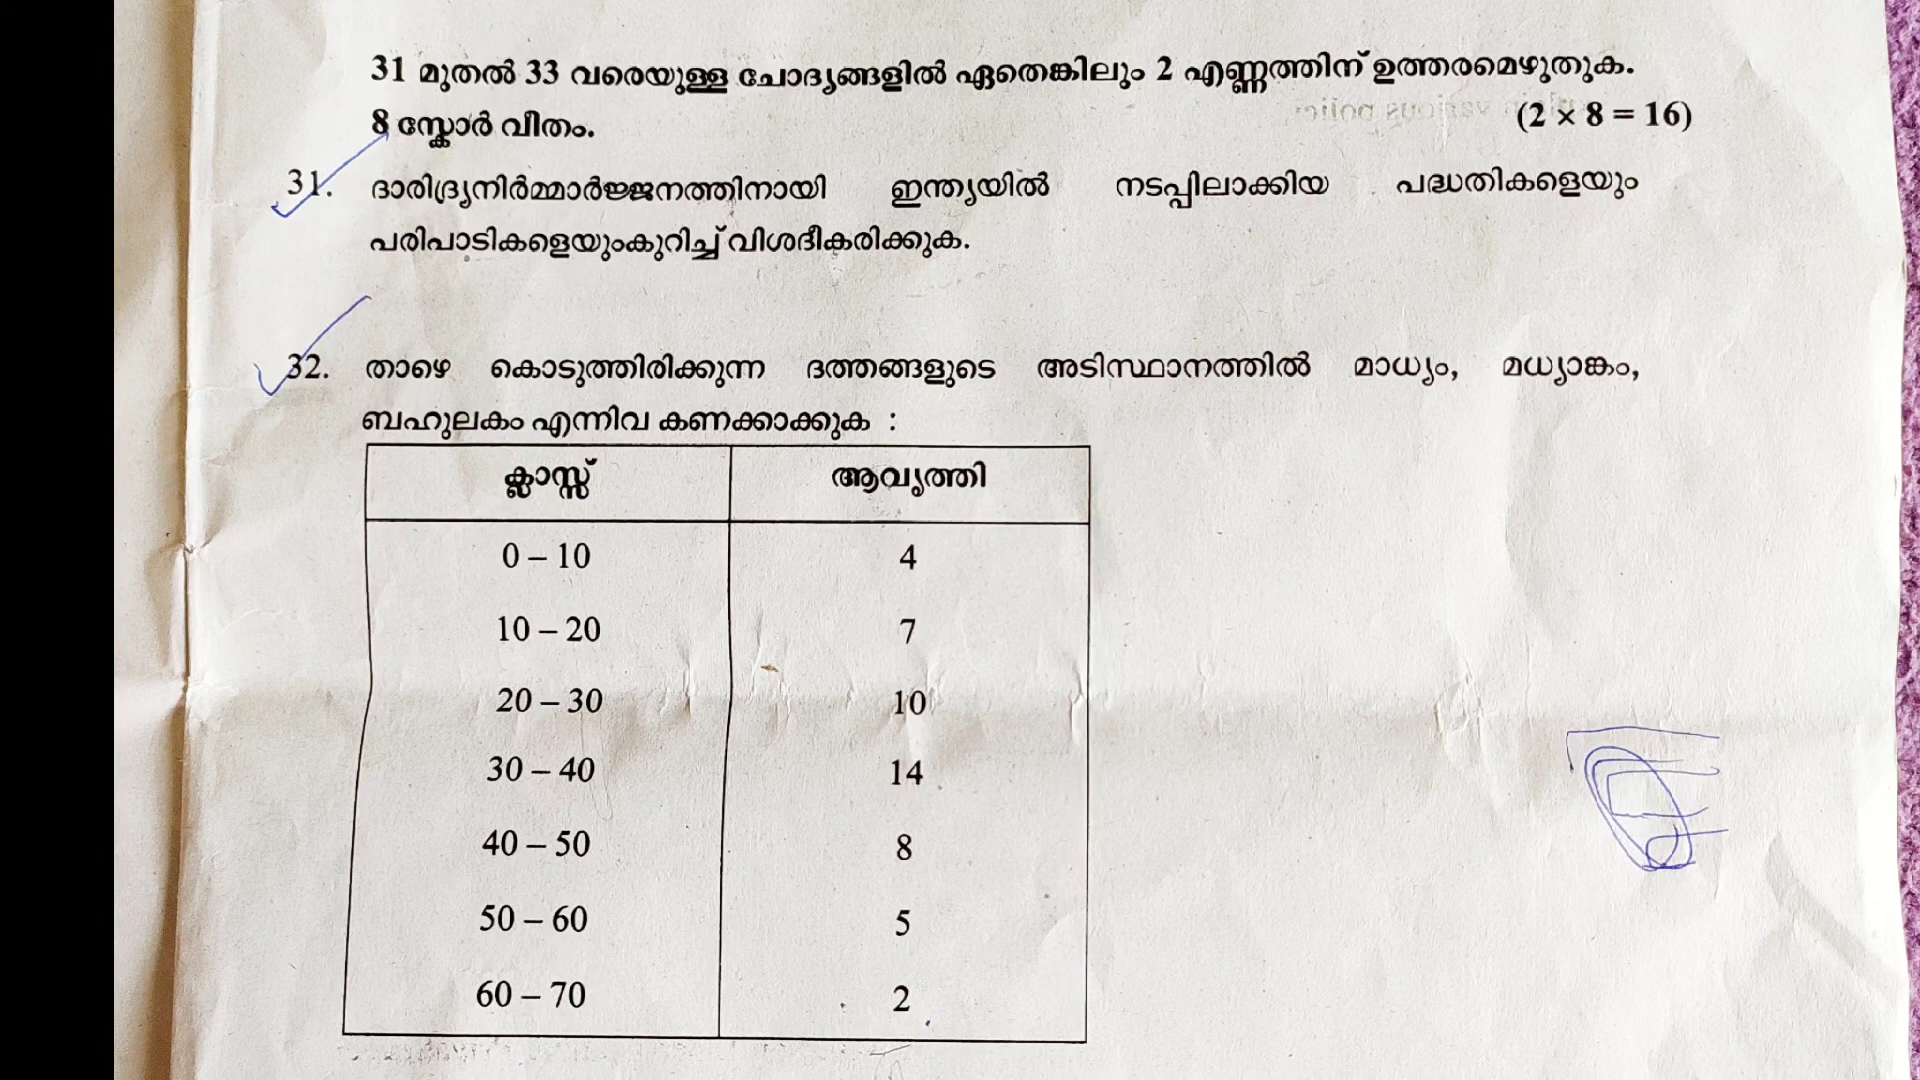 31 മുതൽ 33 വരെയുള്ള ചോദ്യങ്ങളിൽ ഏതെങ്കിലും 2 എണ്ണത്തിന് ഉത്തരമെഴുതുക.
8 സ്കോർ വീതം. (2 × 8 = 16)
31. ദാരിദ്ര്യനിർമ്മാർജ്ജനത്തിനായി ഇന്ത്യയിൽ നടപ്പിലാക്കിയ പദ്ധതികളെയും
പരിപാടികളെയുംകുറിച്ച് വിശദീകരിക്കുക.
32. താഴെ കൊടുത്തിരിക്കുന്ന ദത്തങ്ങളുടെ അടിസ്ഥാനത്തിൽ മാധ്യം, മധ്യാങ്കം,
ബഹുലകം എന്നിവ കണക്കാക്കുക :
ക്ലാസ്സ് ആവൃത്തി
0 – 10 4
10 – 20 7
20 – 30 10
30 – 40 14
40 – 50 8
50 – 60 5
60 – 70 2